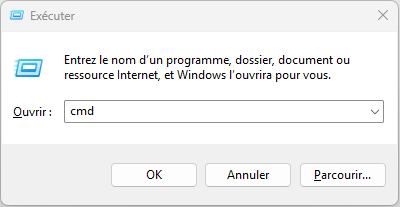 Exécuter
Entrez le nom d’un programme, dossier, document ou
ressource Internet, et Windows l’ouvrira pour vous.
Ouvrir : cmd
OK Annuler Parcourir...